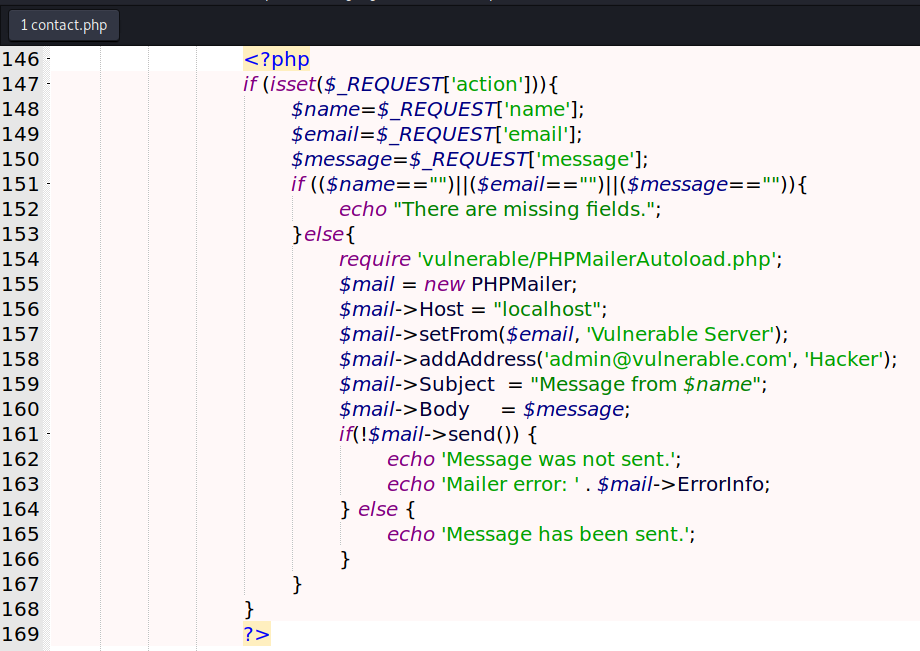 1 contact.php
146 <?php
147 if (isset($_REQUEST['action'])){
148 $name=$_REQUEST['name'];
149 $email=$_REQUEST['email'];
150 $message=$_REQUEST['message'];
151 if (($name=="")||($email=="")||($message=="")){
152 echo "There are missing fields.";
153 }else{
154 require 'vulnerable/PHPMailerAutoload.php';
155 $mail = new PHPMailer;
156 $mail->Host = "localhost";
157 $mail->setFrom($email, 'Vulnerable Server');
158 $mail->addAddress('admin@vulnerable.com', 'Hacker');
159 $mail->Subject  = "Message from $name";
160 $mail->Body     = $message;
161 if(!$mail->send()) {
162 echo 'Message was not sent.';
163 echo 'Mailer error: ' . $mail->ErrorInfo;
164 } else {
165 echo 'Message has been sent.';
166 }
167 }
168 }
169 ?>